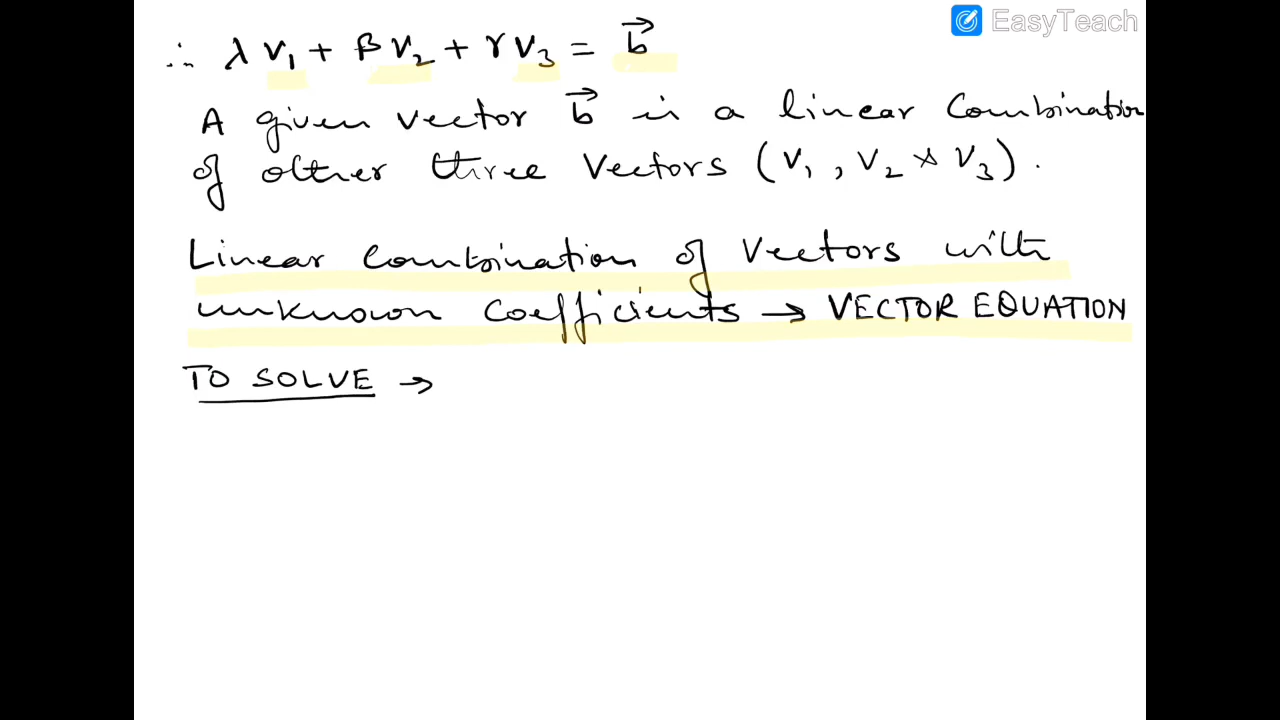 EasyTeach
∴ λ v₁ + β v₂ + γ v₃ = b⃗
A given vector b⃗ is a linear combination
of other three vectors (v₁, v₂ & v₃).
Linear combination of vectors with
unknown coefficients → VECTOR EQUATION
TO SOLVE →